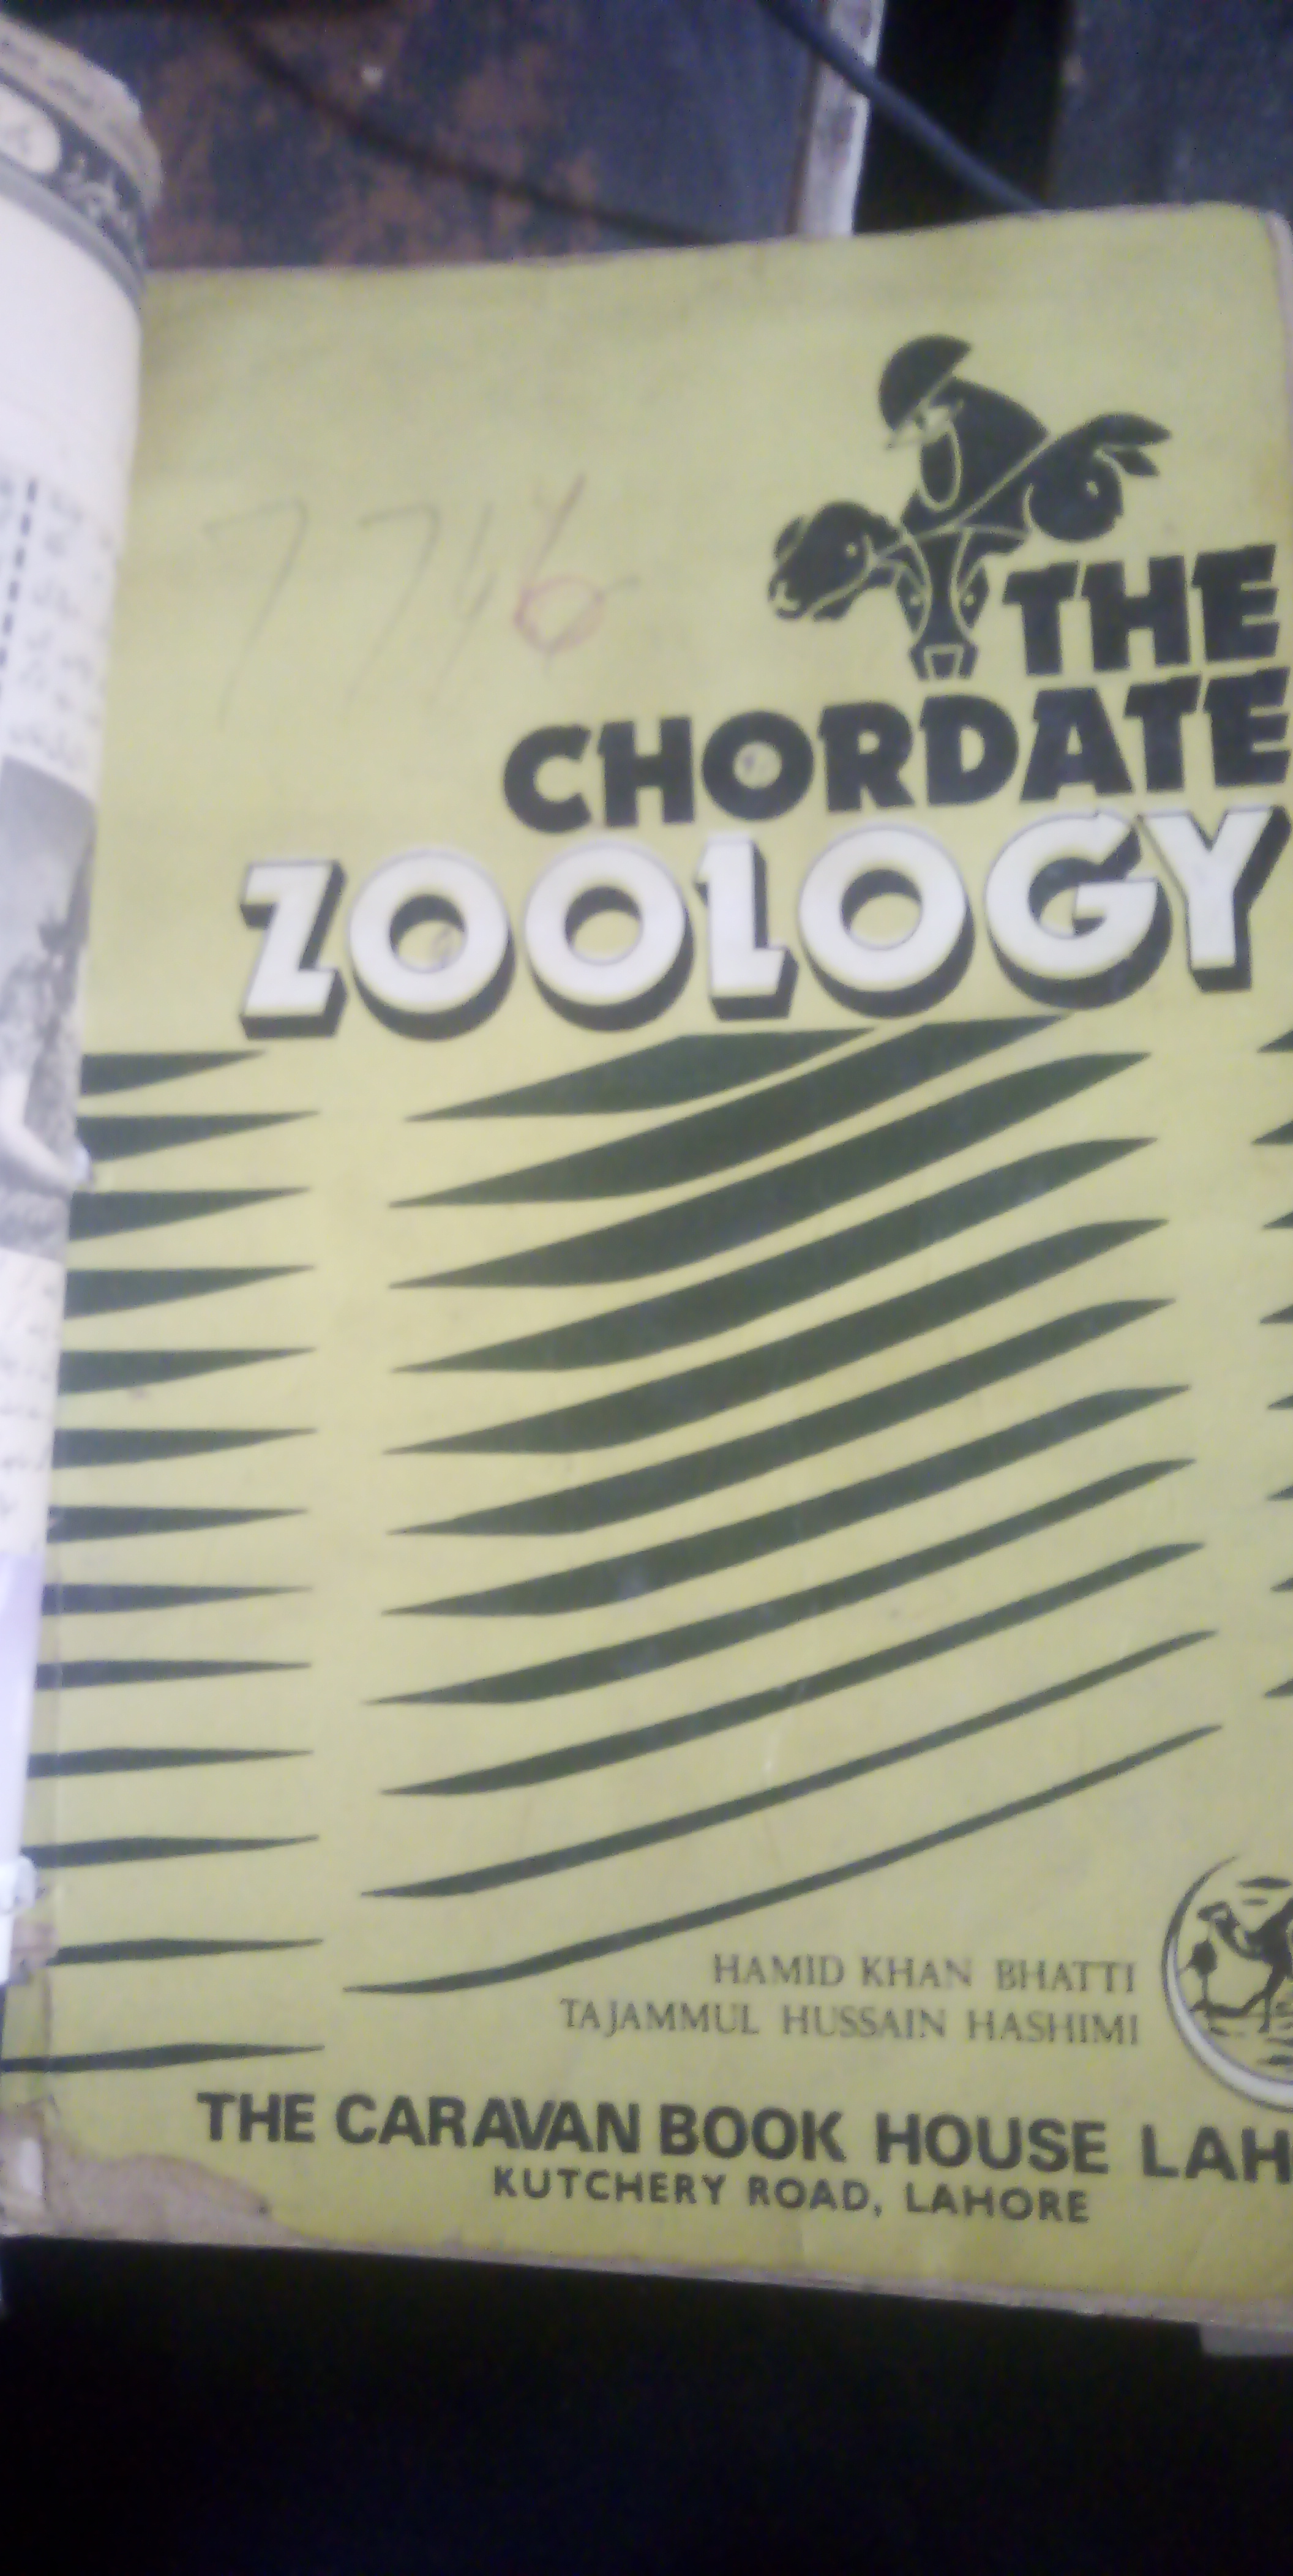 7746
THE
CHORDATE
ZOOLOGY
HAMID KHAN BHATTI
TAJAMMUL HUSSAIN HASHIMI
THE CARAVAN BOOK HOUSE LAH
KUTCHERY ROAD, LAHORE